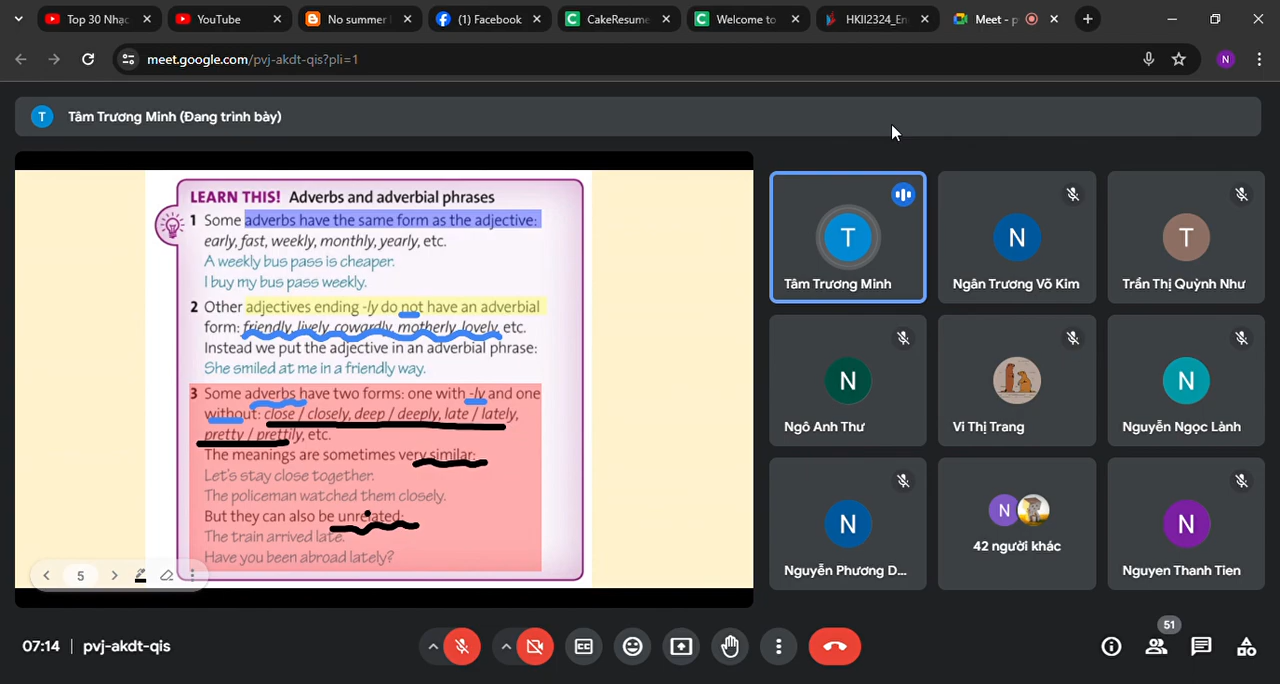 Top 30 Nhạc
YouTube
No summer
(1) Facebook
CakeResume
Welcome to
HKII2324_En
Meet - p
meet.google.com/pvj-akdt-qis?pli=1
N
T
Tâm Trương Minh (Đang trình bày)
LEARN THIS! Adverbs and adverbial phrases
1 Some adverbs have the same form as the adjective:
early, fast, weekly, monthly, yearly, etc.
A weekly bus pass is cheaper.
I buy my bus pass weekly.
2 Other adjectives ending -ly do not have an adverbial
form: friendly, lively, cowardly, motherly, lovely, etc.
Instead we put the adjective in an adverbial phrase:
She smiled at me in a friendly way.
3 Some adverbs have two forms: one with -ly and one
without: close / closely, deep / deeply, late / lately,
pretty / prettily, etc.
The meanings are sometimes very similar:
Let's stay close together.
The policeman watched them closely.
But they can also be unrelated:
The train arrived late.
Have you been abroad lately?
5
T
Tâm Trương Minh
N
Ngân Trương Võ Kim
T
Trần Thị Quỳnh Như
N
Ngô Anh Thư
Vi Thị Trang
N
Nguyễn Ngọc Lành
N
Nguyễn Phương D...
N
42 người khác
N
Nguyen Thanh Tien
07:14 | pvj-akdt-qis
51